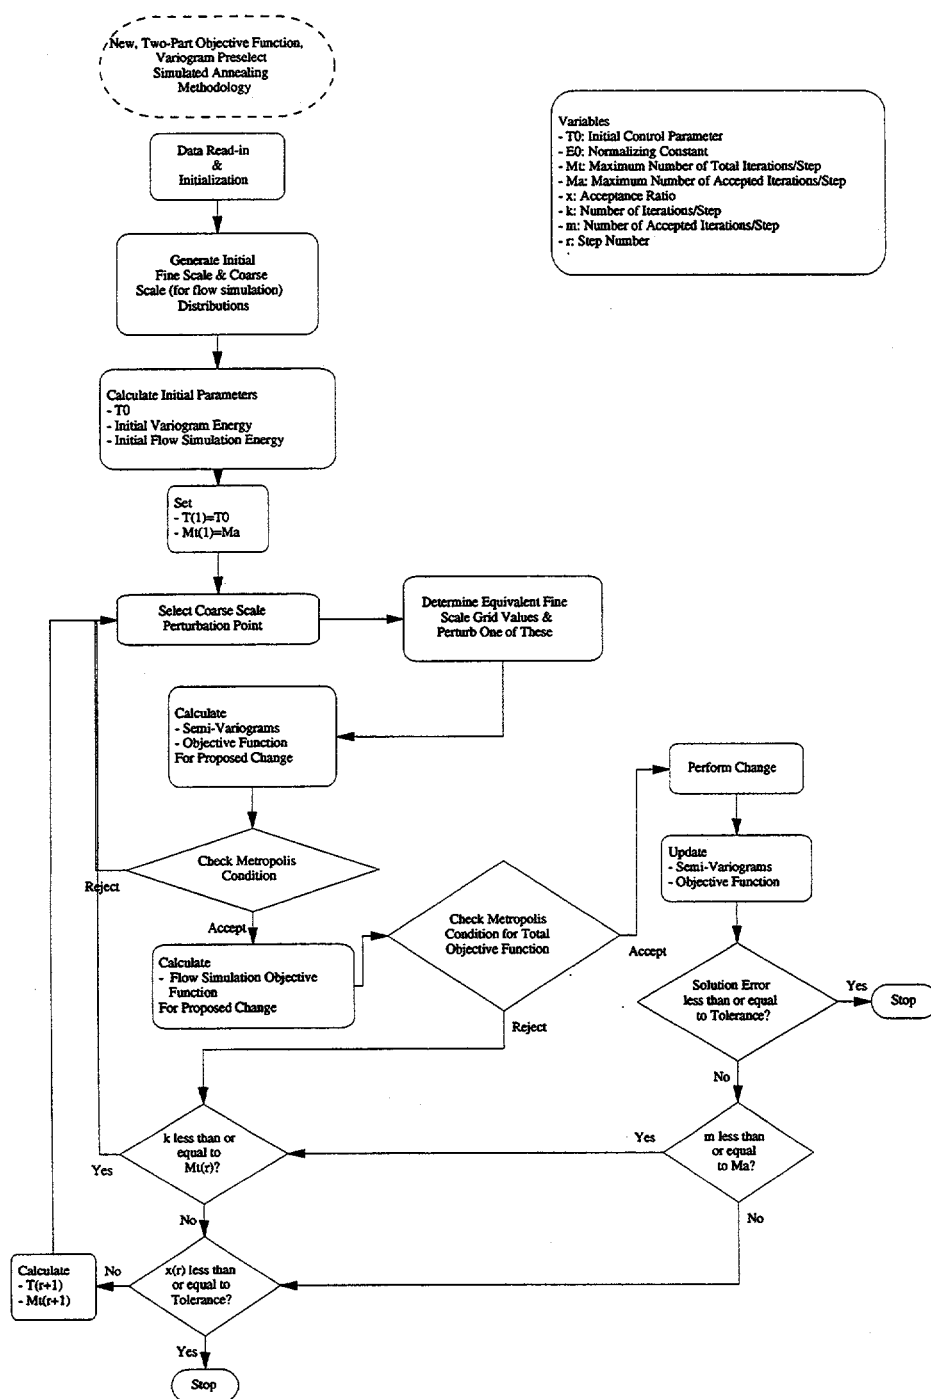 New, Two-Part Objective Function,
Variogram Preselect
Simulated Annealing
Methodology
Variables
- T0: Initial Control Parameter
- E0: Normalizing Constant
- Mt: Maximum Number of Total Iterations/Step
- Ma: Maximum Number of Accepted Iterations/Step
- x: Acceptance Ratio
- k: Number of Iterations/Step
- m: Number of Accepted Iterations/Step
- r: Step Number
Data Read-in
&
Initialization
Generate Initial
Fine Scale & Coarse
Scale (for flow simulation)
Distributions
Calculate Initial Parameters
- T0
- Initial Variogram Energy
- Initial Flow Simulation Energy
Set
- T(1)=T0
- Mt(1)=Ma
Select Coarse Scale
Perturbation Point
Determine Equivalent Fine
Scale Grid Values &
Perturb One of These
Calculate
- Semi-Variograms
- Objective Function
For Proposed Change
Check Metropolis
Condition
Reject
Accept
Calculate
- Flow Simulation Objective
Function
For Proposed Change
Check Metropolis
Condition for Total
Objective Function
Accept
Reject
Perform Change
Update
- Semi-Variograms
- Objective Function
Solution Error
less than or equal
to Tolerance?
Yes
Stop
No
m less than
or equal
to Ma?
Yes
No
k less than or
equal to
Mt(r)?
Yes
No
x(r) less than
or equal to
Tolerance?
No
Calculate
- T(r+1)
- Mt(r+1)
Yes
Stop